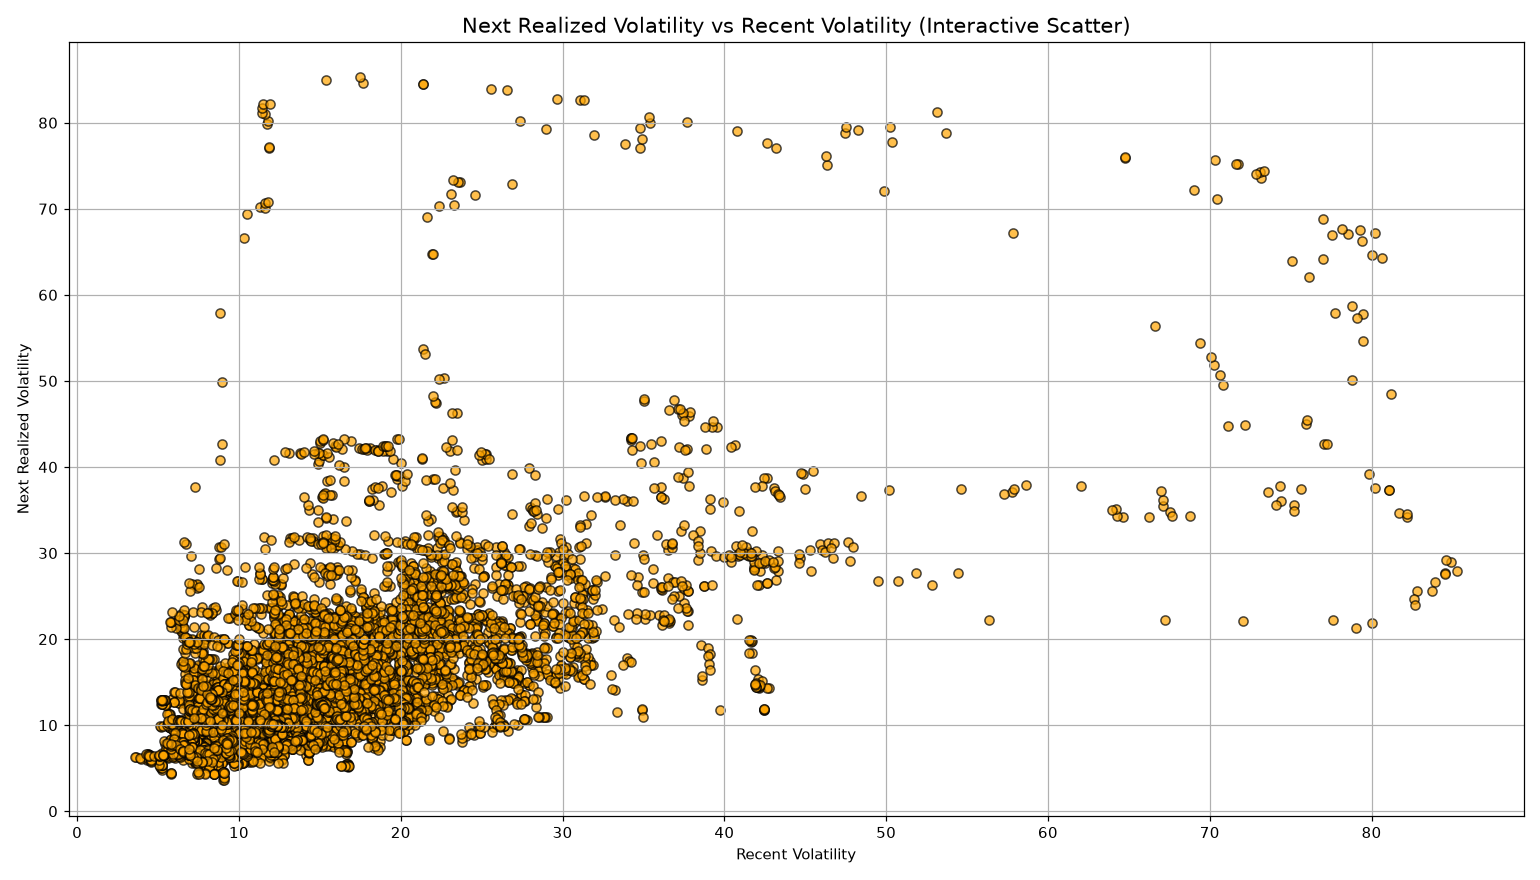 Next Realized Volatility vs Recent Volatility (Interactive Scatter)
Next Realized Volatility
80
70
60
50
40
30
20
10
0
0 10 20 30 40 50 60 70 80
Recent Volatility